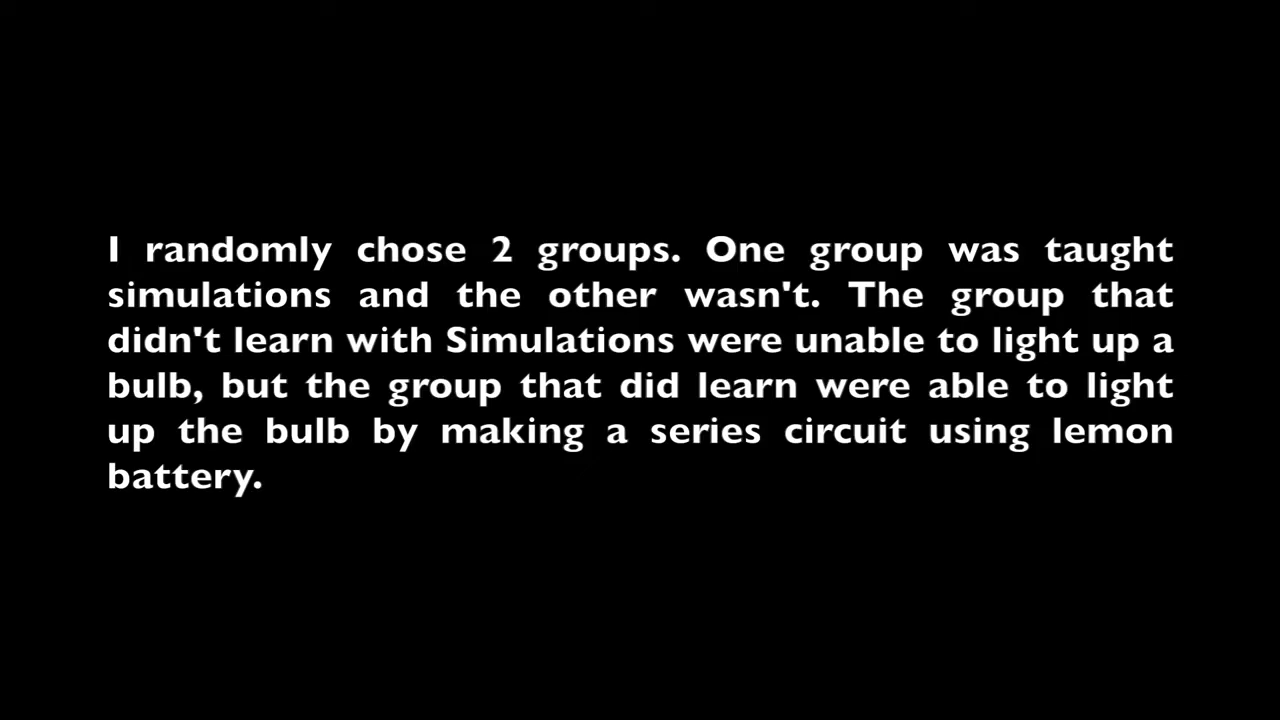 I randomly chose 2 groups. One group was taught
simulations and the other wasn't. The group that
didn't learn with Simulations were unable to light up a
bulb, but the group that did learn were able to light
up the bulb by making a series circuit using lemon
battery.